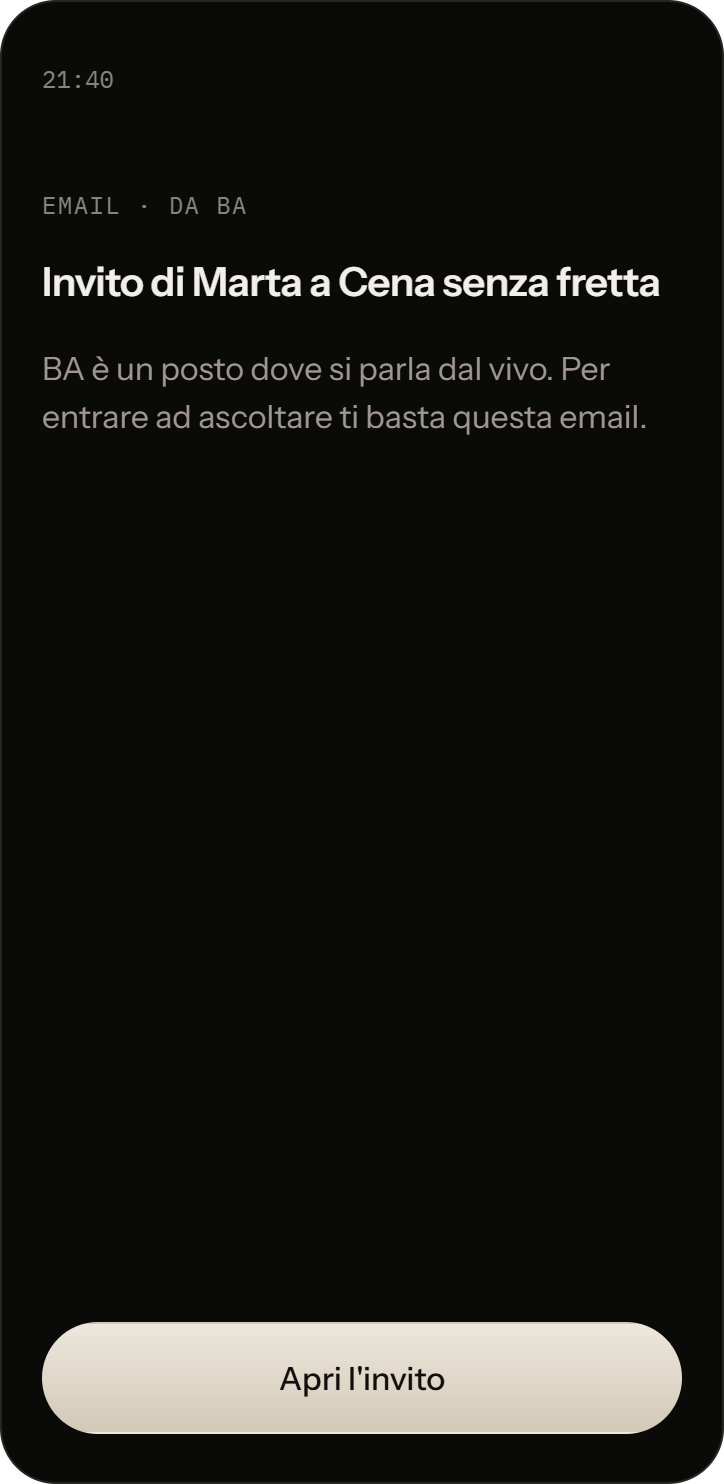 21:40
EMAIL · DA BA
Invito di Marta a Cena senza fretta
BA è un posto dove si parla dal vivo. Per
entrare ad ascoltare ti basta questa email.
Apri l'invito